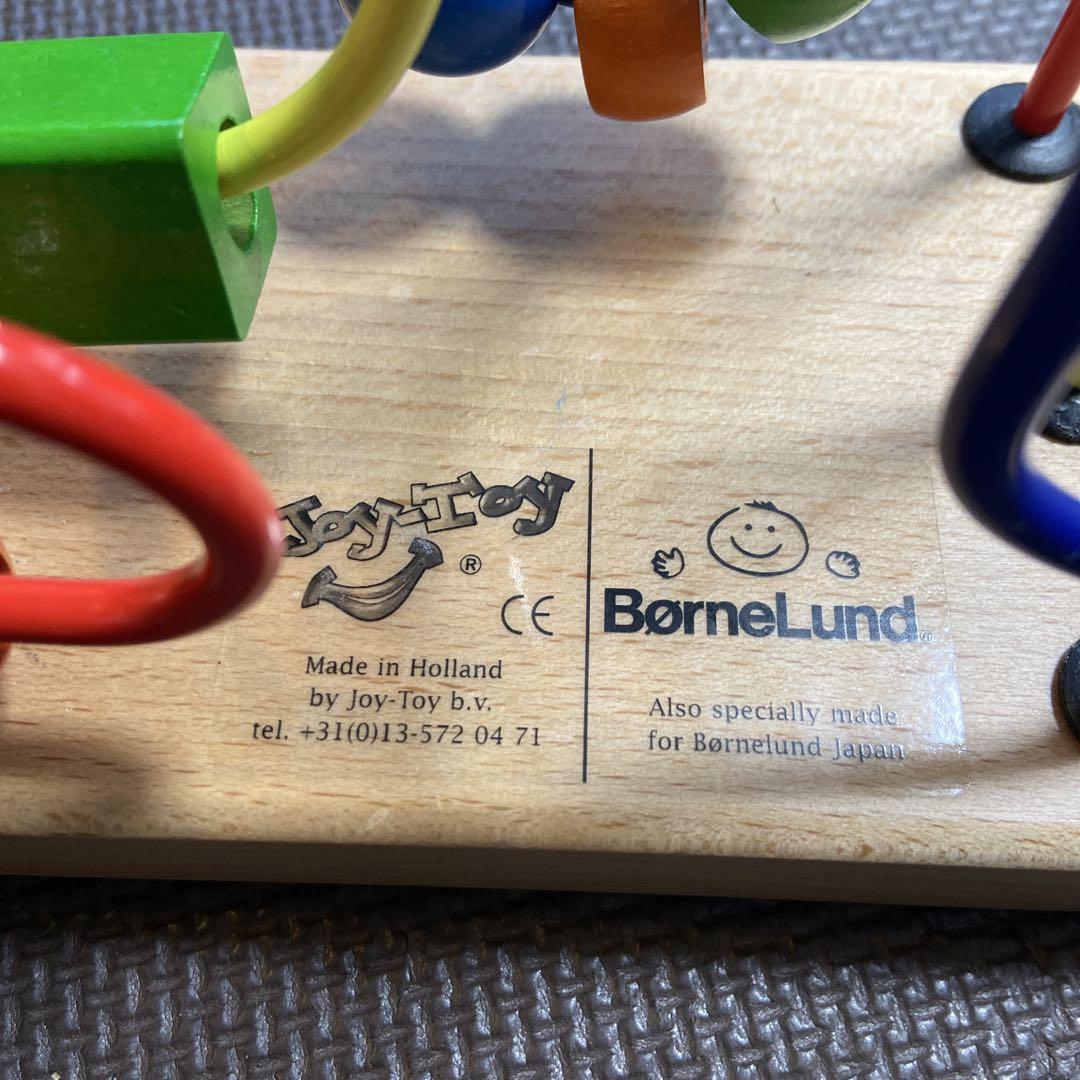 Joy-Toy
®
CE
Made in Holland
by Joy-Toy b.v.
tel. +31(0)13-572 04 71
BørneLund®
Also specially made
for Børnelund Japan